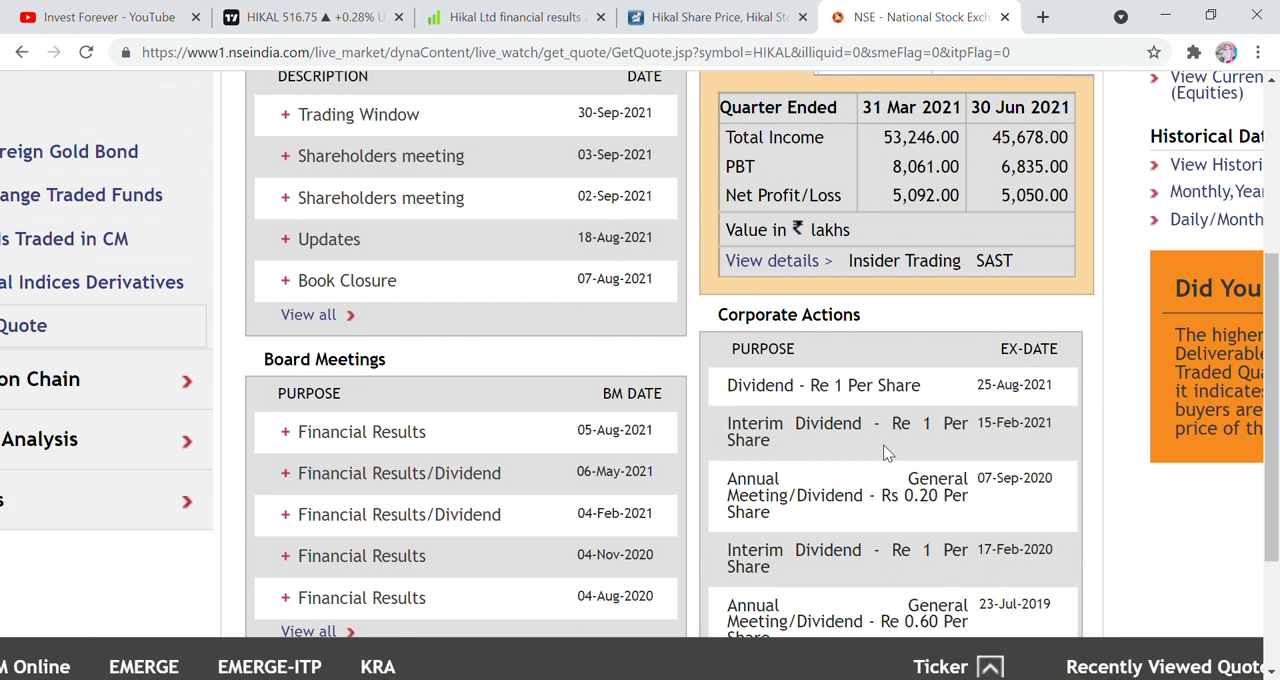 Invest Forever - YouTube
HIKAL 516.75 ▲ +0.28%
Hikal Ltd financial results
Hikal Share Price, Hikal
NSE - National Stock Exch
https://www1.nseindia.com/live_market/dynaContent/live_watch/get_quote/GetQuote.jsp?symbol=HIKAL&illiquid=0&smeFlag=0&itpFlag=0
reign Gold Bond
ange Traded Funds
s Traded in CM
al Indices Derivatives
Quote
on Chain
Analysis
s
DESCRIPTION DATE
+ Trading Window 30-Sep-2021
+ Shareholders meeting 03-Sep-2021
+ Shareholders meeting 02-Sep-2021
+ Updates 18-Aug-2021
+ Book Closure 07-Aug-2021
View all
Board Meetings
PURPOSE BM DATE
+ Financial Results 05-Aug-2021
+ Financial Results/Dividend 06-May-2021
+ Financial Results/Dividend 04-Feb-2021
+ Financial Results 04-Nov-2020
+ Financial Results 04-Aug-2020
View all
Quarter Ended 31 Mar 2021 30 Jun 2021
Total Income 53,246.00 45,678.00
PBT 8,061.00 6,835.00
Net Profit/Loss 5,092.00 5,050.00
Value in ₹ lakhs
View details > Insider Trading SAST
Corporate Actions
PURPOSE EX-DATE
Dividend - Re 1 Per Share 25-Aug-2021
Interim Dividend - Re 1 Per 15-Feb-2021
Share
Annual General 07-Sep-2020
Meeting/Dividend - Rs 0.20 Per
Share
Interim Dividend - Re 1 Per 17-Feb-2020
Share
Annual General 23-Jul-2019
Meeting/Dividend - Re 0.60 Per
Share
View Curren
(Equities)
Historical Dat
View Histori
Monthly,Year
Daily/Month
Did You
The higher
Deliverable
Traded Qua
it indicates
buyers are
price of th
M Online EMERGE EMERGE-ITP KRA Ticker Recently Viewed Quote